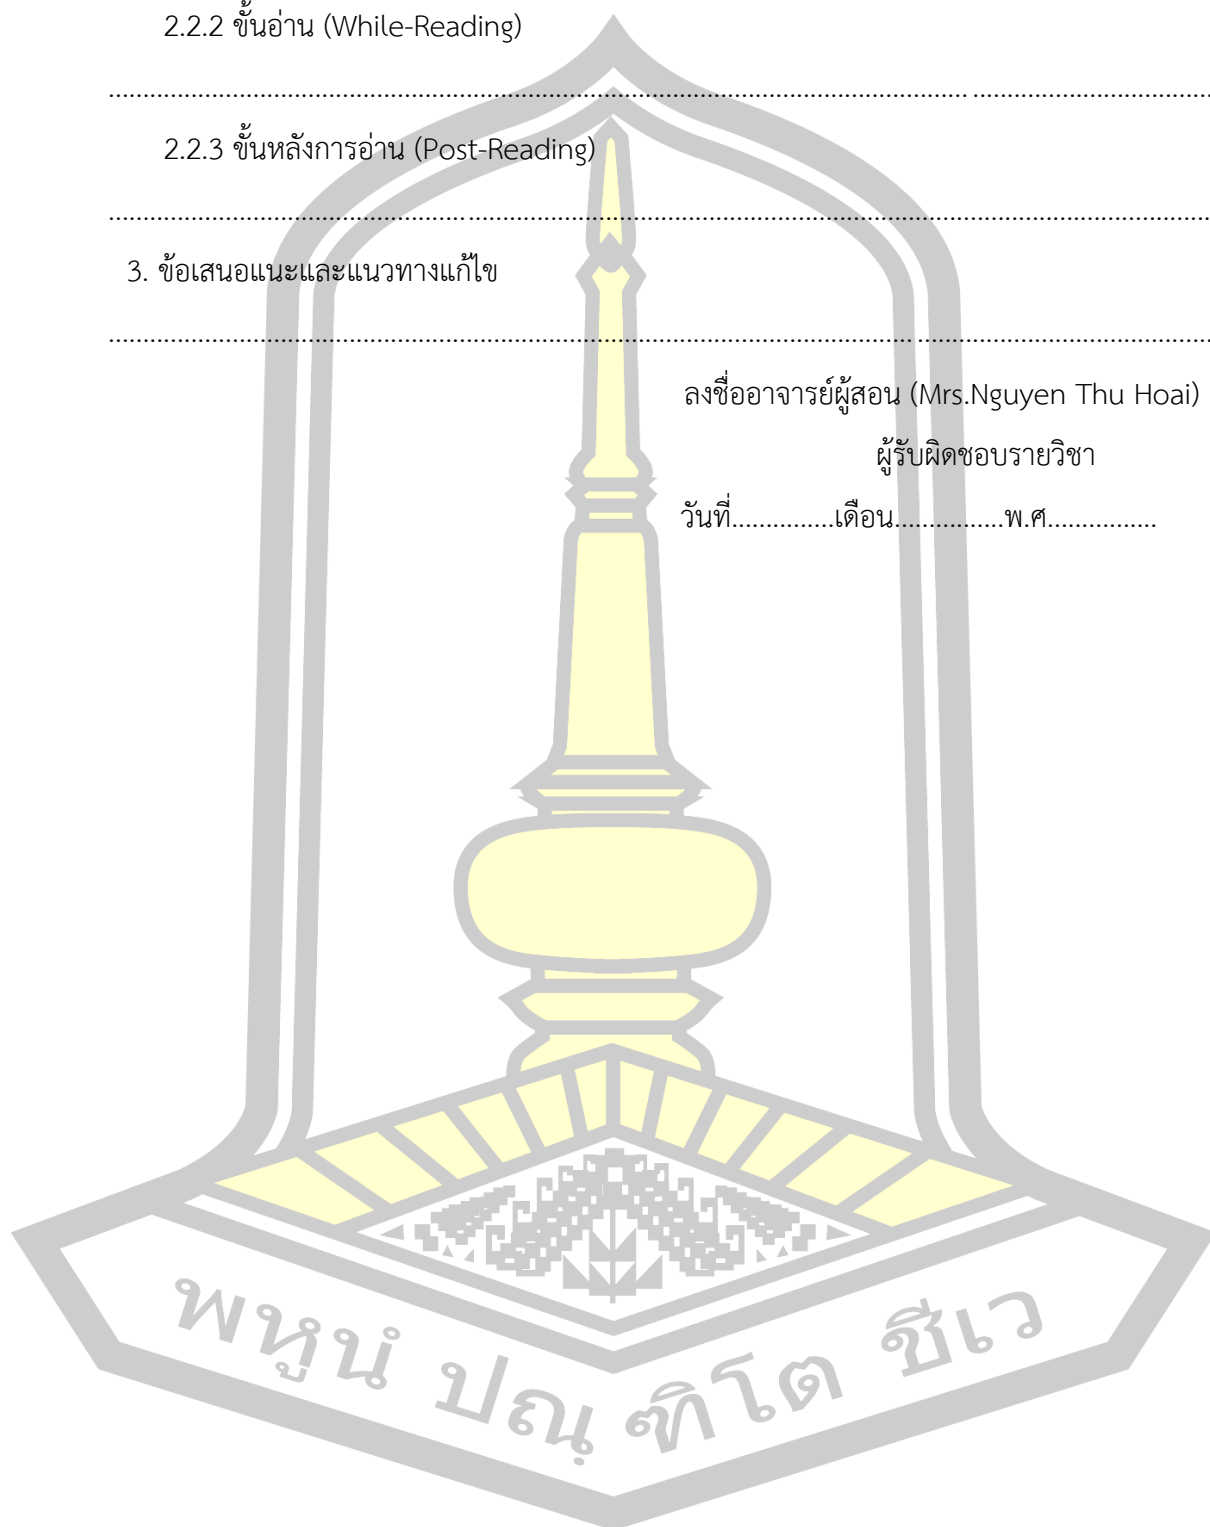 2.2.2 ขั้นอ่าน (While-Reading)
........................................................................................................................ ..................................
2.2.3 ขั้นหลังการอ่าน (Post-Reading)
.................................................... ......................................................................................................
3. ข้อเสนอแนะและแนวทางแก้ไข
.................................................................................................................... ..........................................
ลงชื่ออาจารย์ผู้สอน (Mrs.Nguyen Thu Hoai)
ผู้รับผิดชอบรายวิชา
วันที่...............เดือน................พ.ศ................
พหูนํ ปณฺฑิโต ชีเว